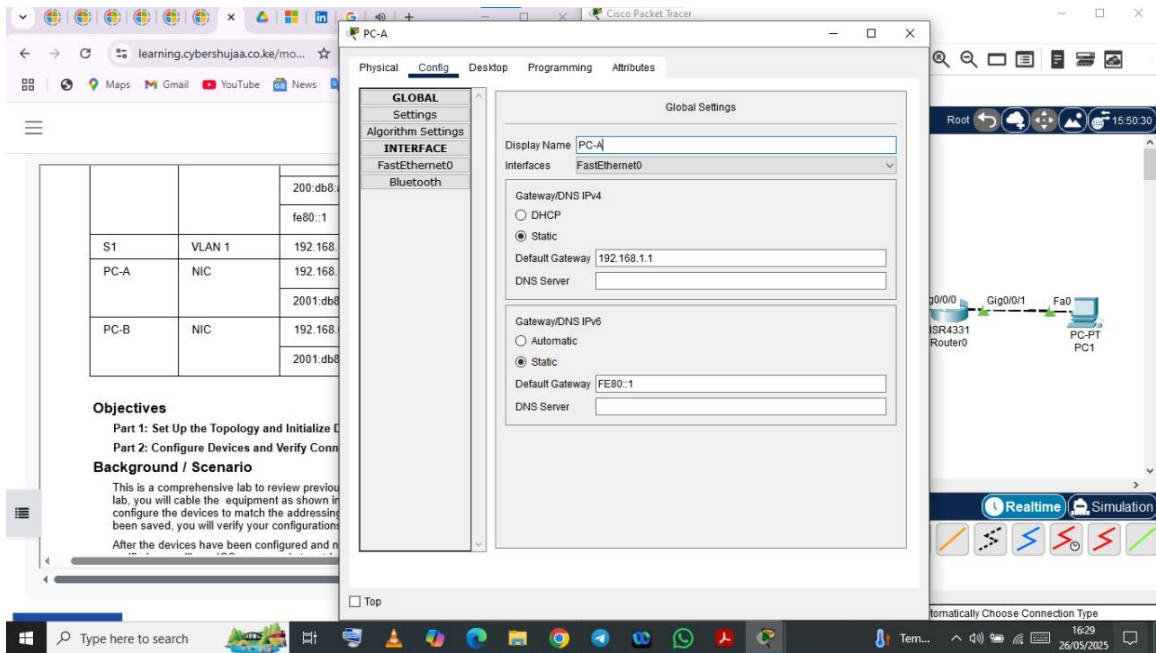 Cisco Packet Tracer
PC-A
learning.cybershujaa.co.ke/mo...
Maps
Gmail
YouTube
News
Physical
Config
Desktop
Programming
Attributes
GLOBAL
Settings
Algorithm Settings
INTERFACE
FastEthernet0
Bluetooth
Global Settings
Display Name PC-A
Interfaces FastEthernet0
Gateway/DNS IPv4
DHCP
Static
Default Gateway 192.168.1.1
DNS Server
Gateway/DNS IPv6
Automatic
Static
Default Gateway FE80::1
DNS Server
Top
200:db8:
fe80::1
S1 VLAN 1 192.168.
PC-A NIC 192.168.
2001:db8
PC-B NIC 192.168.
2001:db8
Objectives
Part 1: Set Up the Topology and Initialize
Part 2: Configure Devices and Verify Conn
Background / Scenario
This is a comprehensive lab to review previou
lab, you will cable the equipment as shown in
configure the devices to match the addressing
been saved, you will verify your configurations
After the devices have been configured and n
Root
15:50:30
g0/0/0
Gig0/0/1
Fa0
ISR4331
Router0
PC-PT
PC1
Realtime
Simulation
tomatically Choose Connection Type
Type here to search
Tem...
16:29
26/05/2025